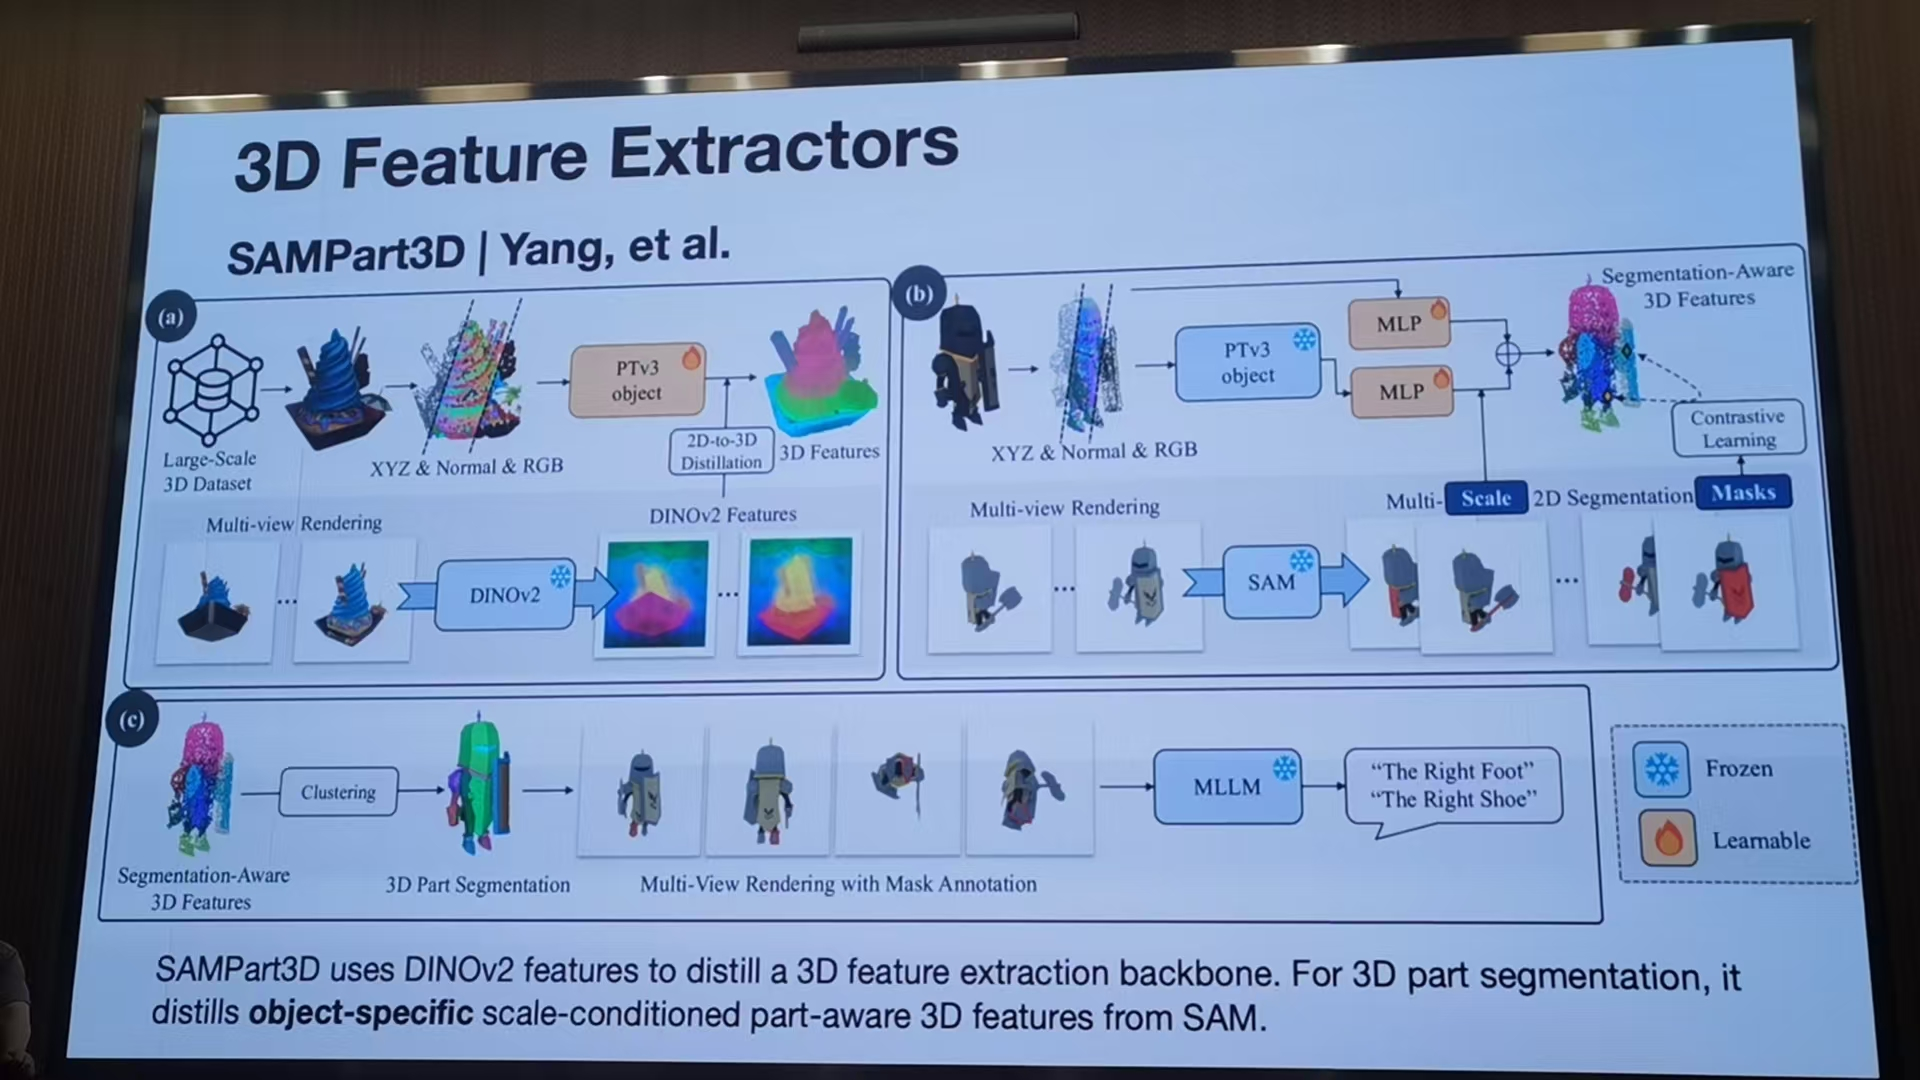 3D Feature Extractors
SAMPart3D | Yang, et al.
(a)
Large-Scale
3D Dataset
XYZ & Normal & RGB
PTv3
object
2D-to-3D
Distillation
3D Features
Multi-view Rendering
DINOv2
DINOv2 Features
...
...
(b)
XYZ & Normal & RGB
PTv3
object
MLP
MLP
Segmentation-Aware
3D Features
Contrastive
Learning
Multi-view Rendering
...
SAM
Multi- Scale 2D Segmentation Masks
...
(c)
Segmentation-Aware
3D Features
Clustering
3D Part Segmentation
Multi-View Rendering with Mask Annotation
MLLM
“The Right Foot”
“The Right Shoe”
Frozen
Learnable
SAMPart3D uses DINOv2 features to distill a 3D feature extraction backbone. For 3D part segmentation, it
distills object-specific scale-conditioned part-aware 3D features from SAM.